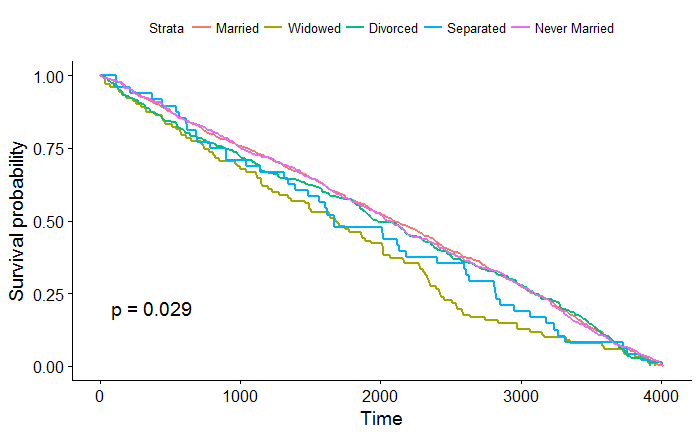 Strata Married Widowed Divorced Separated Never Married
1.00
0.75
0.50
0.25
0.00
Survival probability
p = 0.029
0 1000 2000 3000 4000
Time